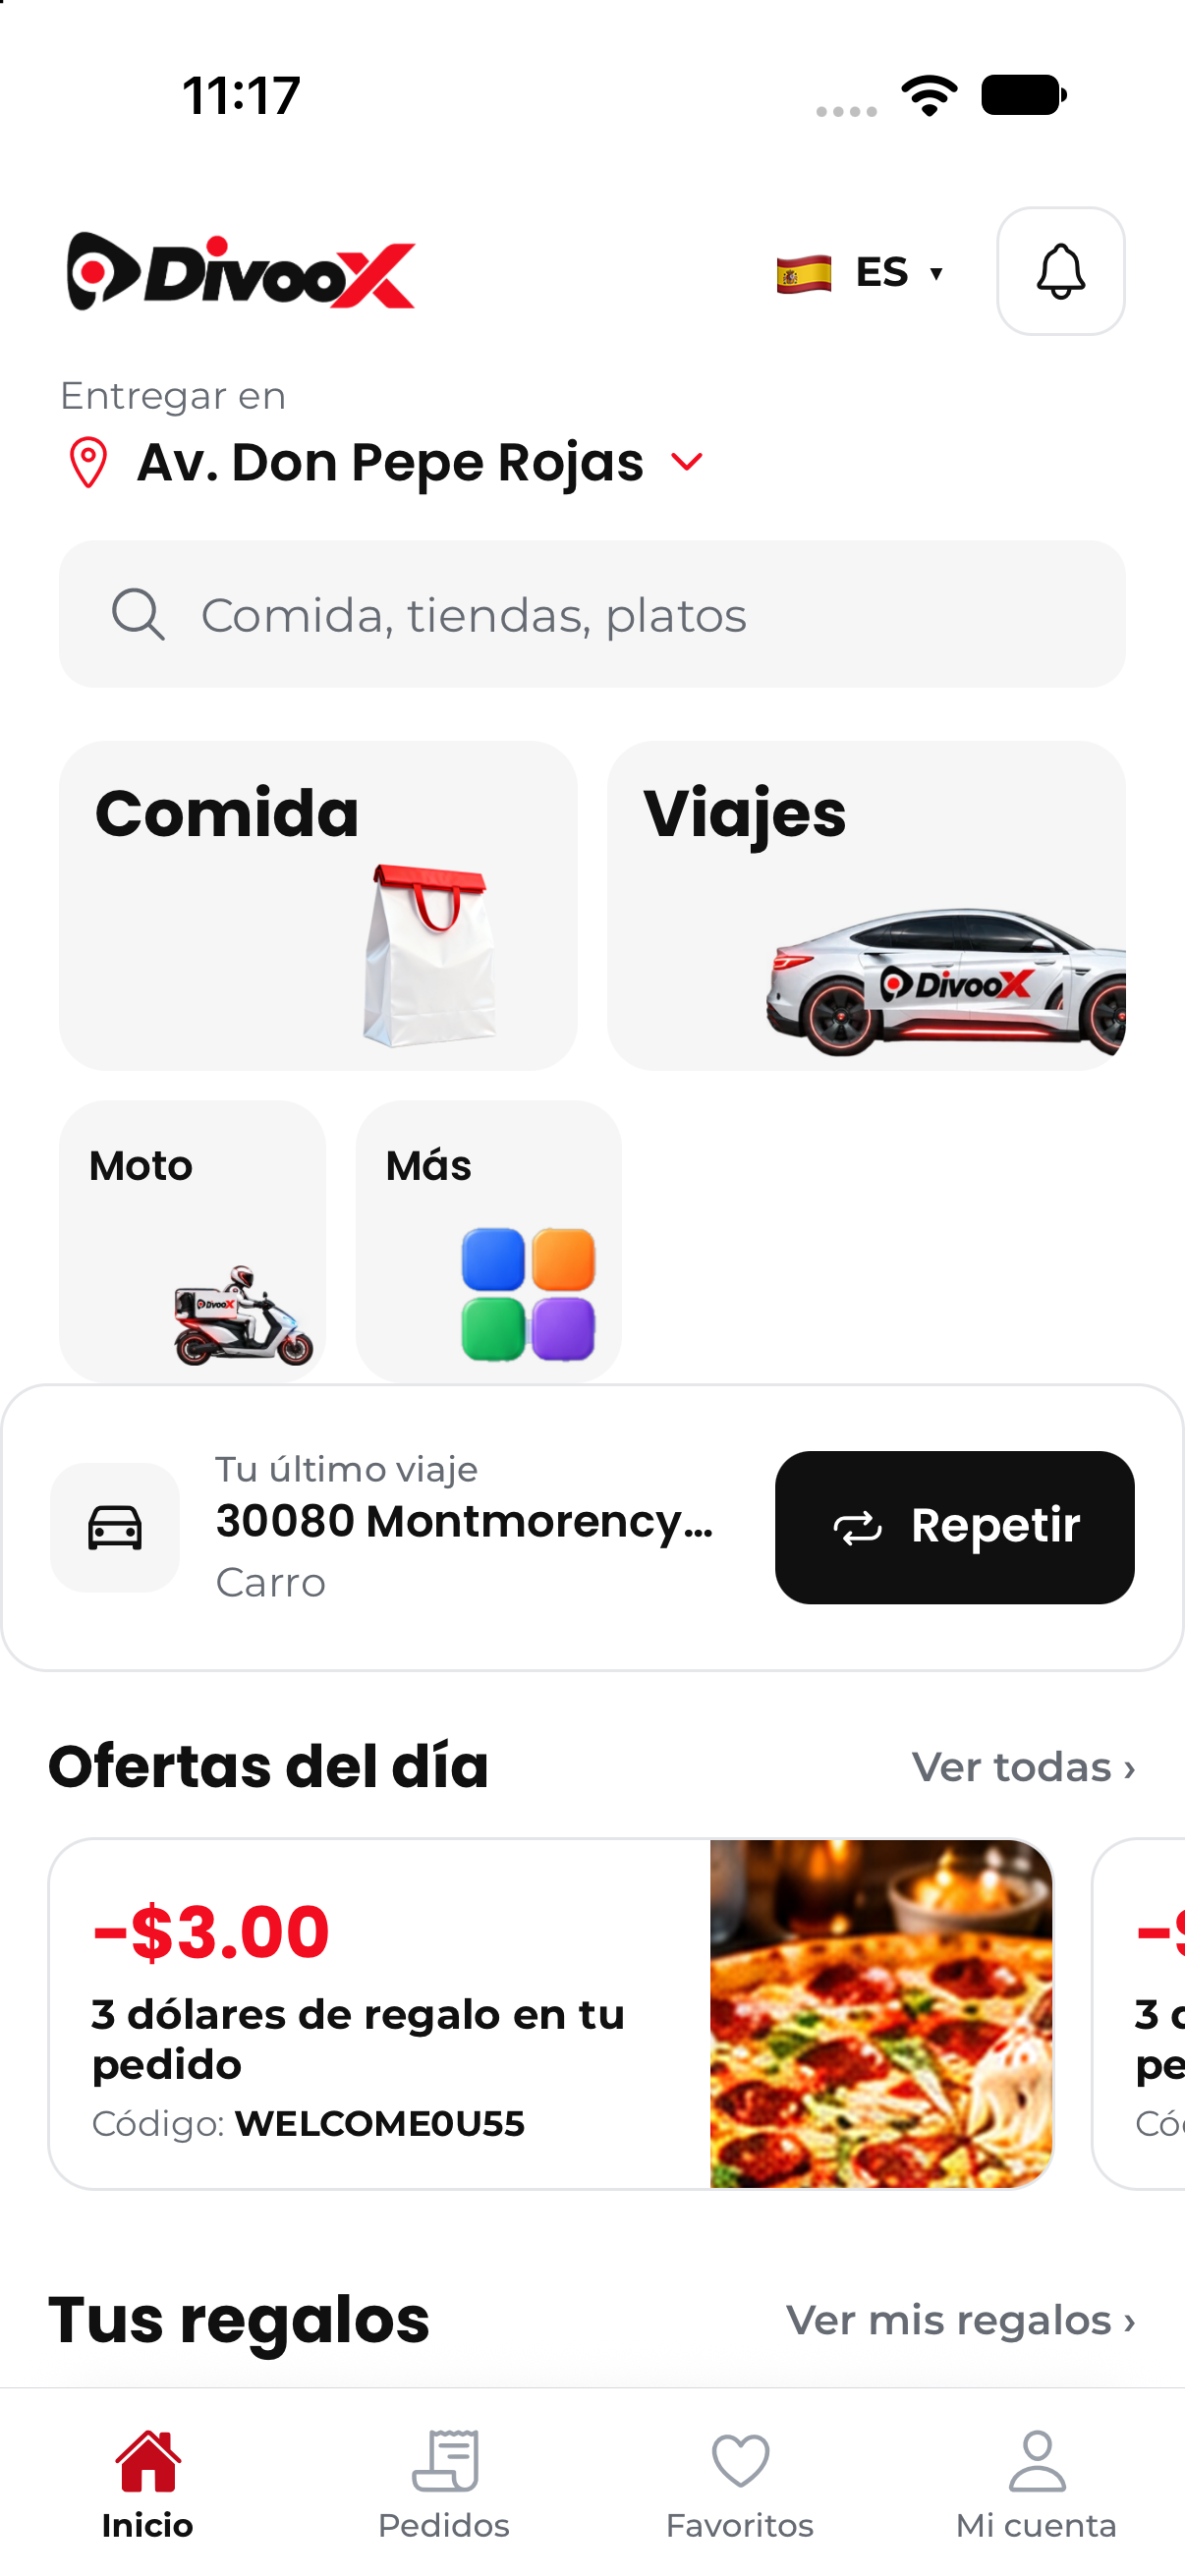 11:17
DivooX
🇪🇸 ES ▾
Entregar en
Av. Don Pepe Rojas
Comida, tiendas, platos
Comida
Viajes
DivooX
Moto
Más
DivooX
Tu último viaje
30080 Montmorency...
Carro
Repetir
Ofertas del día
Ver todas ›
-$3.00
3 dólares de regalo en tu
pedido
Código: WELCOME0U55
-$
3
Tus regalos
Ver mis regalos ›
Inicio
Pedidos
Favoritos
Mi cuenta